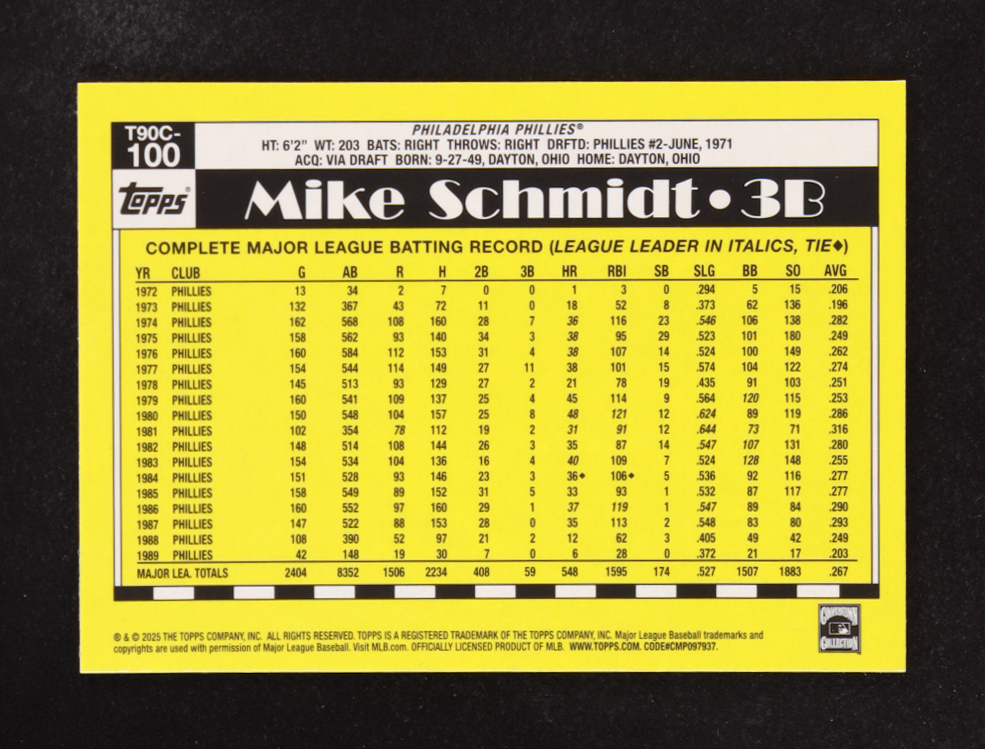 T90C-
100
PHILADELPHIA PHILLIES®
HT: 6'2" WT: 203 BATS: RIGHT THROWS: RIGHT DRFTD: PHILLIES #2-JUNE, 1971
ACQ: VIA DRAFT BORN: 9-27-49, DAYTON, OHIO HOME: DAYTON, OHIO
Topps®
Mike Schmidt • 3B
COMPLETE MAJOR LEAGUE BATTING RECORD (LEAGUE LEADER IN ITALICS, TIE◆)
YR CLUB G AB R H 2B 3B HR RBI SB SLG BB SO AVG
1972 PHILLIES 13 34 2 7 0 0 1 3 0 .294 5 15 .206
1973 PHILLIES 132 367 43 72 11 0 18 52 8 .373 62 136 .196
1974 PHILLIES 162 568 108 160 28 7 36 116 23 .546 106 138 .282
1975 PHILLIES 158 562 93 140 34 3 38 95 29 .523 101 180 .249
1976 PHILLIES 160 584 112 153 31 4 38 107 14 .524 100 149 .262
1977 PHILLIES 154 544 114 149 27 11 38 101 15 .574 104 122 .274
1978 PHILLIES 145 513 93 129 27 2 21 78 19 .435 91 103 .251
1979 PHILLIES 160 541 109 137 25 4 45 114 9 .564 120 115 .253
1980 PHILLIES 150 548 104 157 25 8 48 121 12 .624 89 119 .286
1981 PHILLIES 102 354 78 112 19 2 31 91 12 .644 73 71 .316
1982 PHILLIES 148 514 108 144 26 3 35 87 14 .547 107 131 .280
1983 PHILLIES 154 534 104 136 16 4 40 109 7 .524 128 148 .255
1984 PHILLIES 151 528 93 146 23 3 36◆ 106◆ 5 .536 92 116 .277
1985 PHILLIES 158 549 89 152 31 5 33 93 1 .532 87 117 .277
1986 PHILLIES 160 552 97 160 29 1 37 119 1 .547 89 84 .290
1987 PHILLIES 147 522 88 153 28 0 35 113 2 .548 83 80 .293
1988 PHILLIES 108 390 52 97 21 2 12 62 3 .405 49 42 .249
1989 PHILLIES 42 148 19 30 7 0 6 28 0 .372 21 17 .203
MAJOR LEA. TOTALS 2404 8352 1506 2234 408 59 548 1595 174 .527 1507 1883 .267
COOPERSTOWN
COLLECTION
® & © 2025 THE TOPPS COMPANY, INC. ALL RIGHTS RESERVED. TOPPS IS A REGISTERED TRADEMARK OF THE TOPPS COMPANY, INC. Major League Baseball trademarks and
copyrights are used with permission of Major League Baseball. Visit MLB.com. OFFICIALLY LICENSED PRODUCT OF MLB. WWW.TOPPS.COM. CODE#CMP097937.